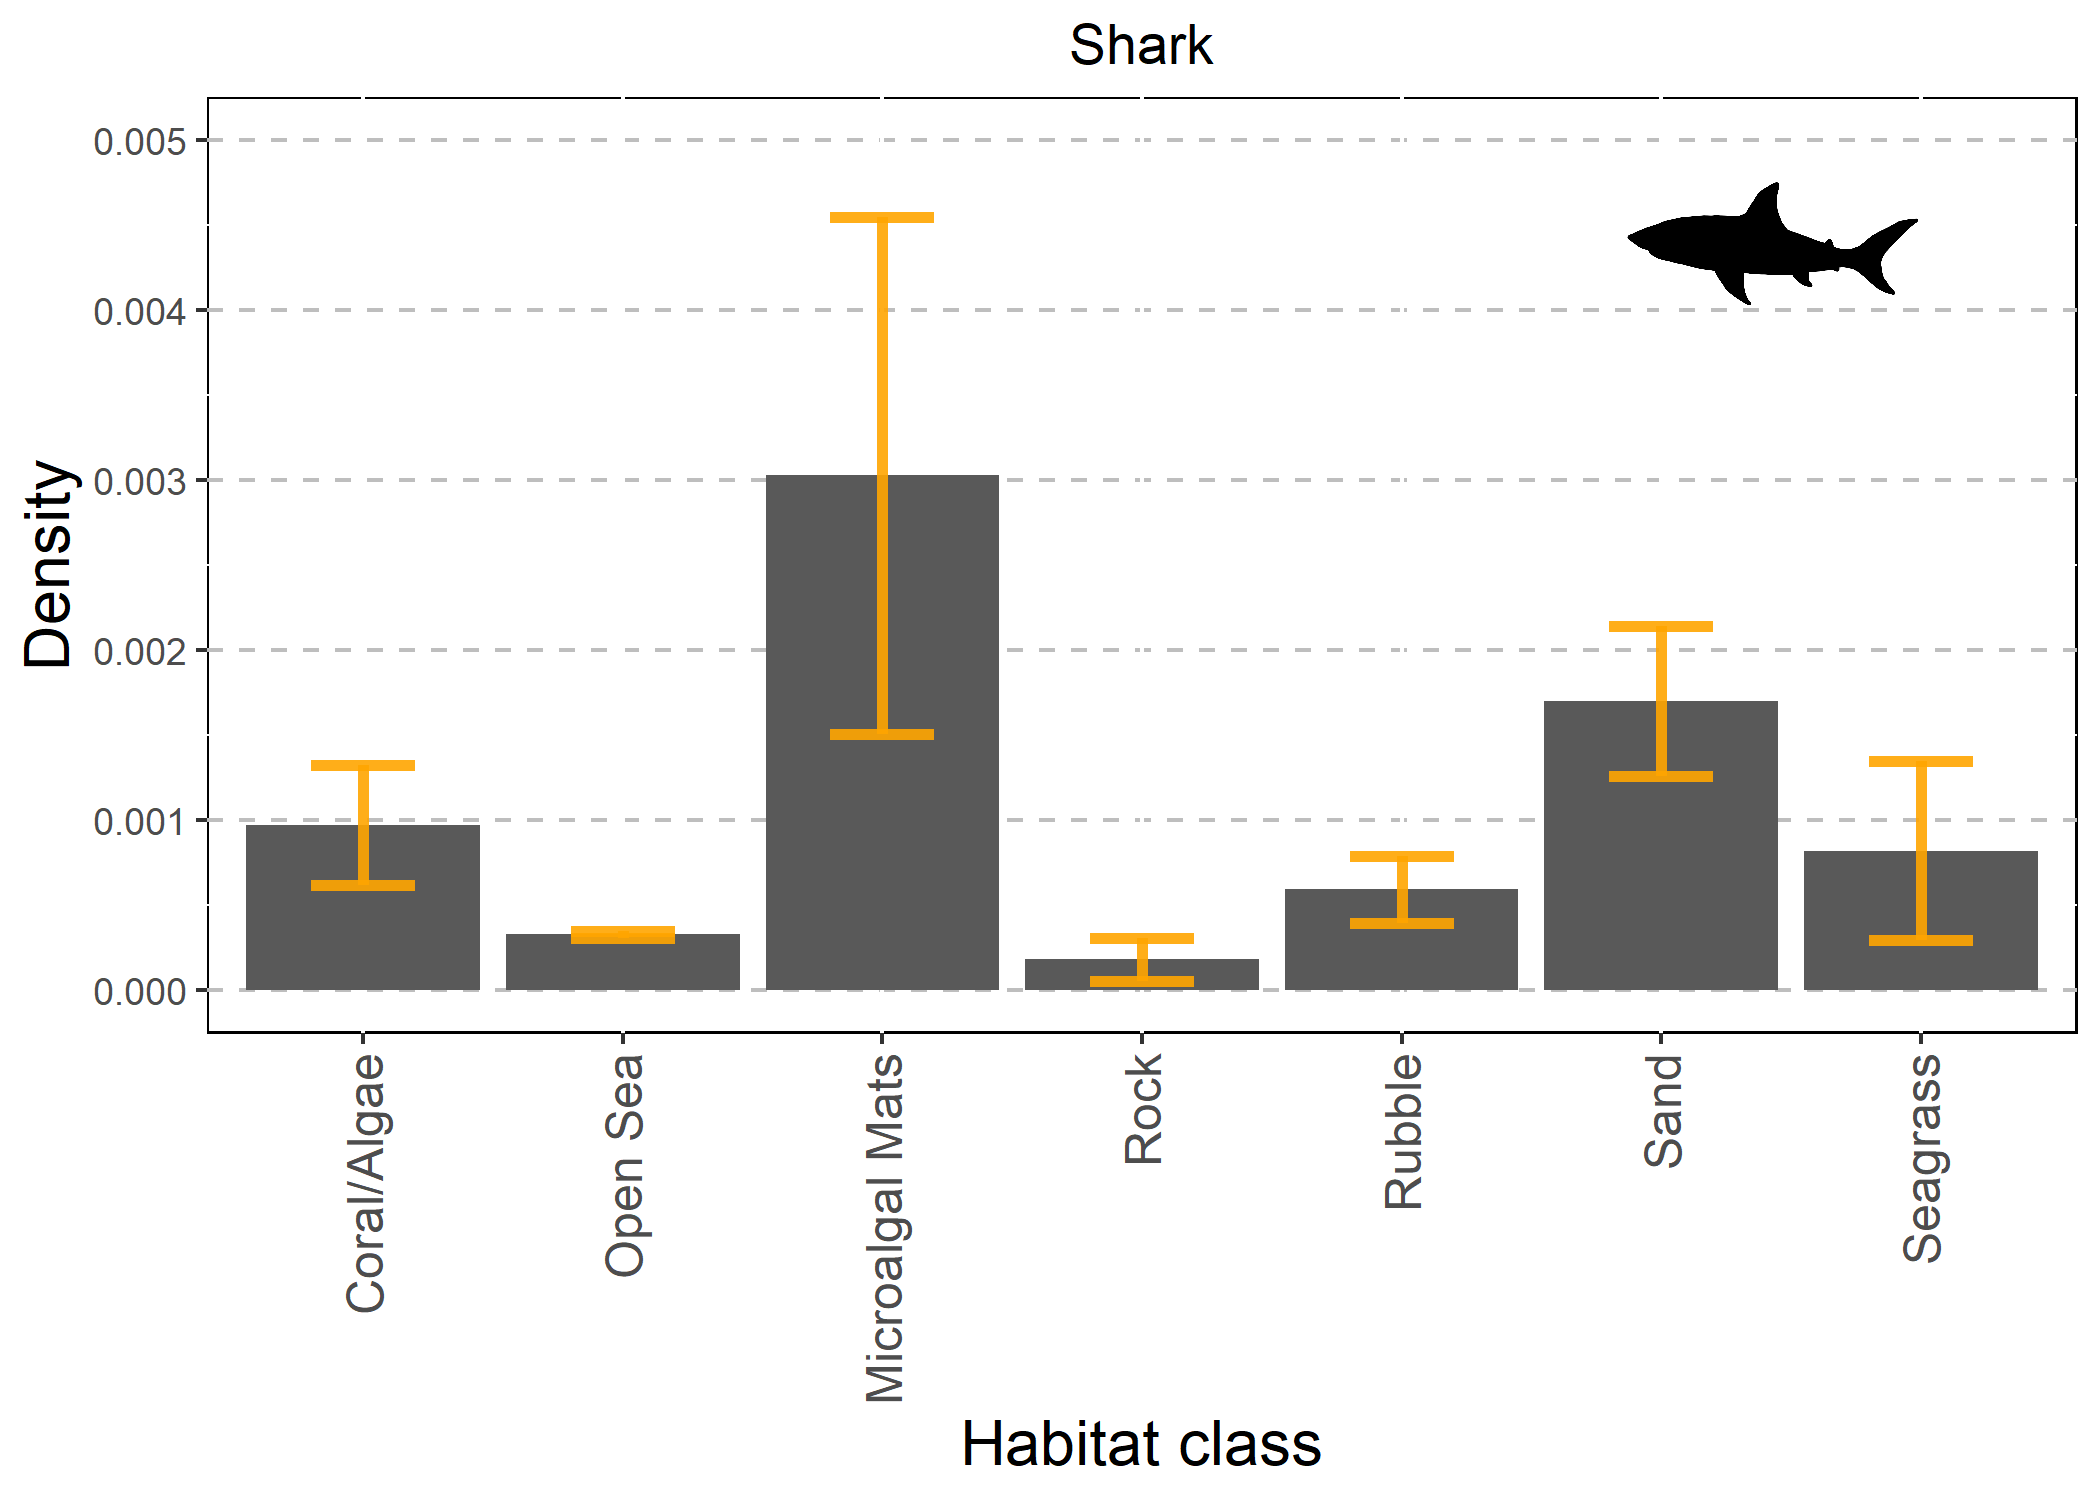 Shark
Density
0.005
0.004
0.003
0.002
0.001
0.000
Coral/Algae
Open Sea
Microalgal Mats
Rock
Rubble
Sand
Seagrass
Habitat class